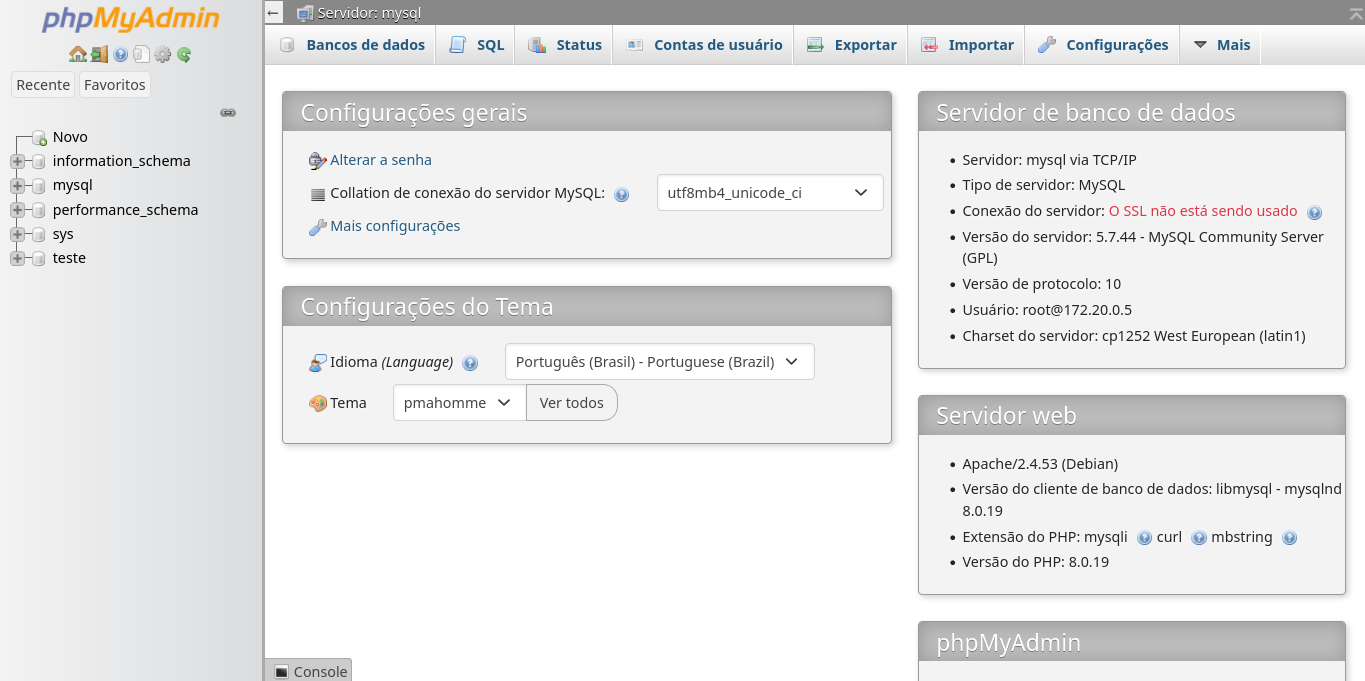 phpMyAdmin
Recente
Favoritos
Novo
information_schema
mysql
performance_schema
sys
teste
← Servidor: mysql
Bancos de dados
SQL
Status
Contas de usuário
Exportar
Importar
Configurações
Mais
Configurações gerais
Alterar a senha
Collation de conexão do servidor MySQL:
utf8mb4_unicode_ci
Mais configurações
Configurações do Tema
Idioma (Language)
Português (Brasil) - Portuguese (Brazil)
Tema
pmahomme
Ver todos
Servidor de banco de dados
• Servidor: mysql via TCP/IP
• Tipo de servidor: MySQL
• Conexão do servidor: O SSL não está sendo usado
• Versão do servidor: 5.7.44 - MySQL Community Server
(GPL)
• Versão de protocolo: 10
• Usuário: root@172.20.0.5
• Charset do servidor: cp1252 West European (latin1)
Servidor web
• Apache/2.4.53 (Debian)
• Versão do cliente de banco de dados: libmysql - mysqlnd
8.0.19
• Extensão do PHP: mysqli curl mbstring
• Versão do PHP: 8.0.19
phpMyAdmin
Console